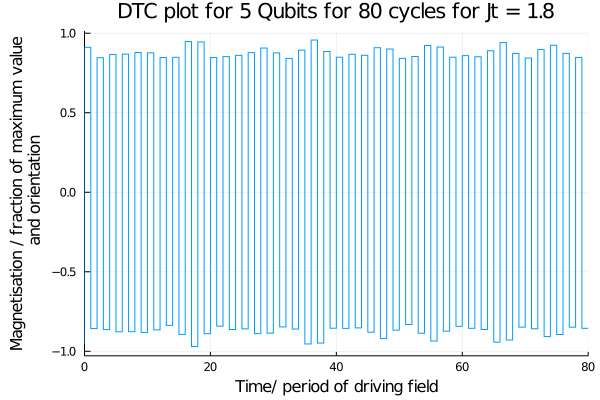 DTC plot for 5 Qubits for 80 cycles for Jt = 1.8
Magnetisation / fraction of maximum value
and orientation
1.0
0.5
0.0
−0.5
−1.0
0
20
40
60
80
Time/ period of driving field